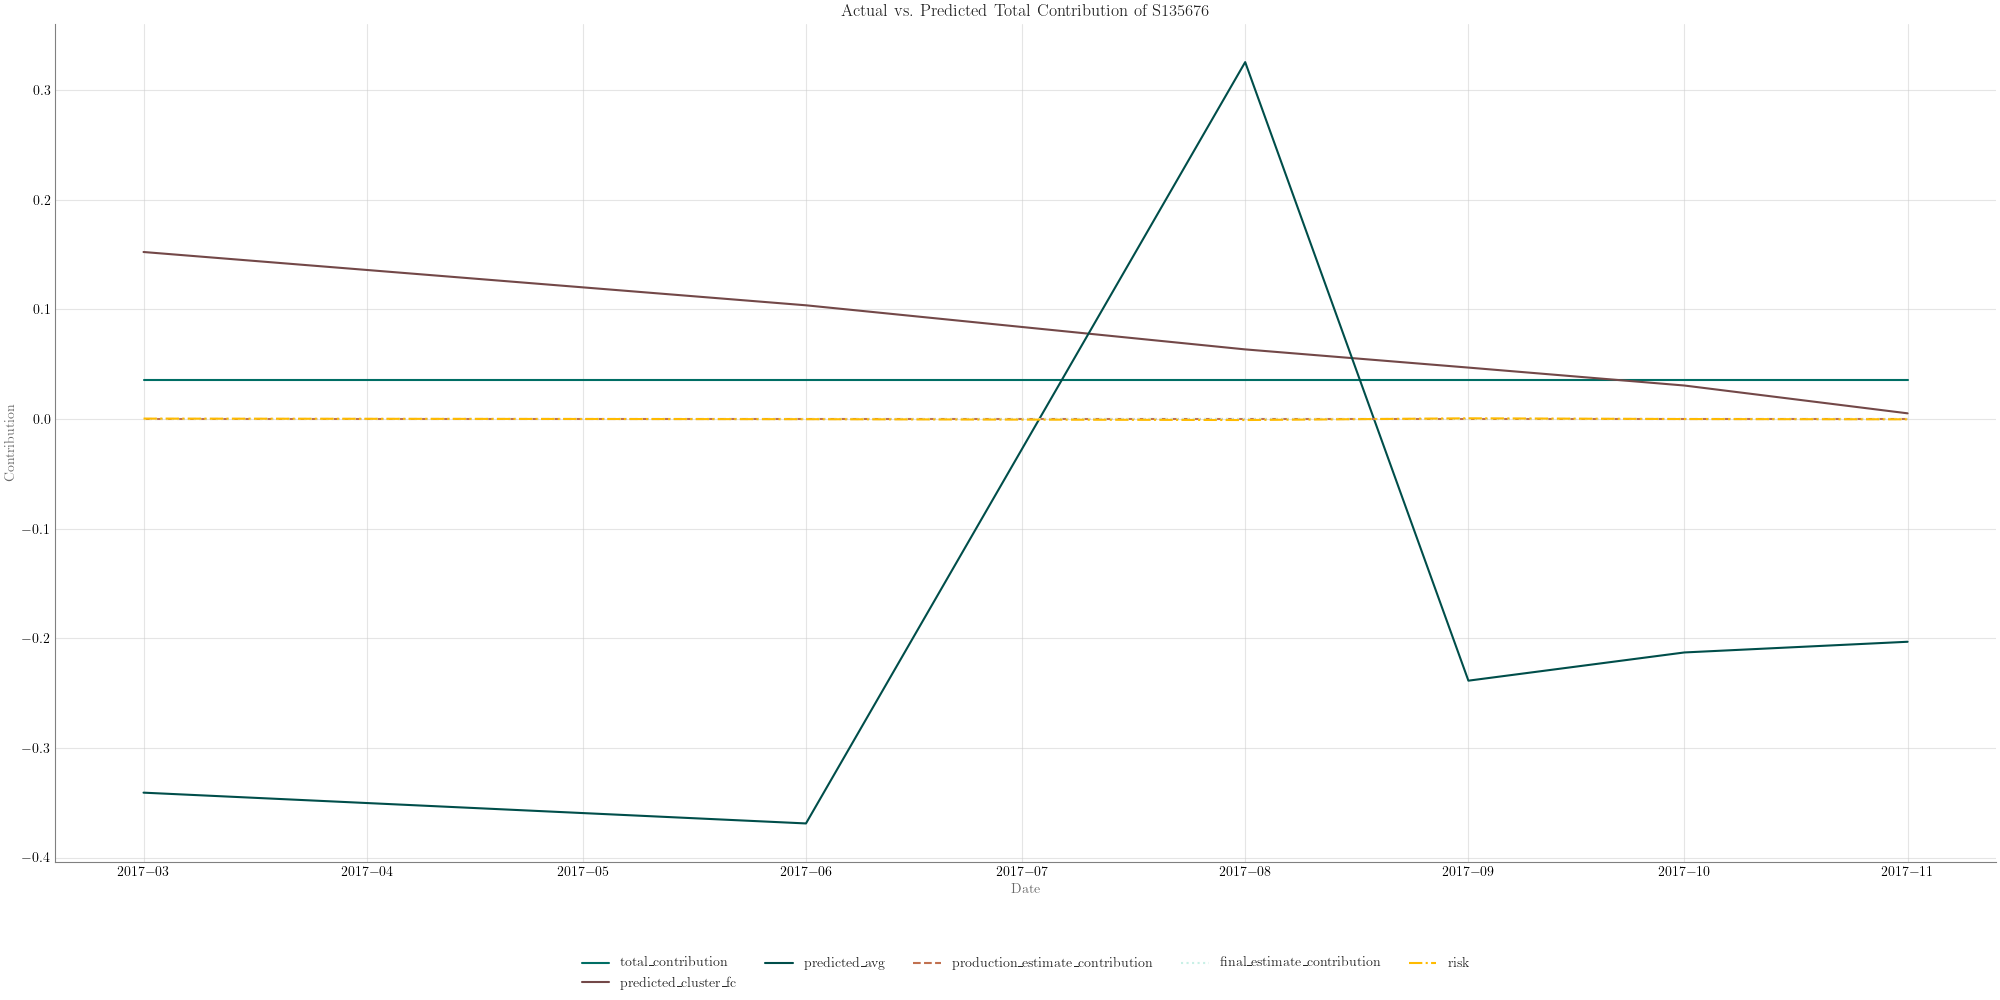 Actual vs. Predicted Total Contribution of S135676
0.3
0.2
0.1
0.0
−0.1
−0.2
−0.3
−0.4
Contribution
2017−03 2017−04 2017−05 2017−06 2017−07 2017−08 2017−09 2017−10 2017−11
Date
total_contribution predicted_avg production_estimate_contribution final_estimate_contribution risk
predicted_cluster_fc